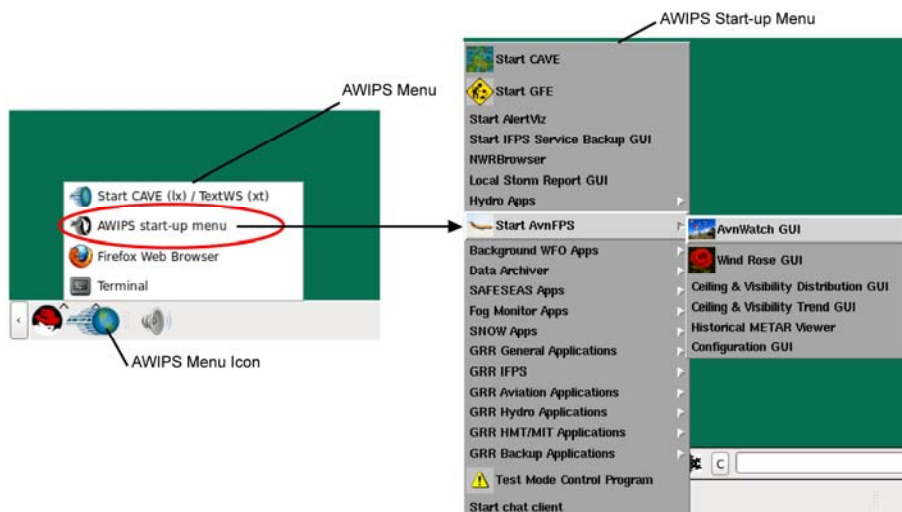 AWIPS Start-up Menu
AWIPS Menu
Start CAVE (lx) / TextWS (xt)
AWIPS start-up menu
Firefox Web Browser
Terminal
AWIPS Menu Icon
Start CAVE
Start GFE
Start AlertViz
Start IFPS Service Backup GUI
NWRBrowser
Local Storm Report GUI
Hydro Apps
Start AvnFPS
Background WFO Apps
Data Archiver
SAFESEAS Apps
Fog Monitor Apps
SNOW Apps
GRR General Applications
GRR IFPS
GRR Aviation Applications
GRR Hydro Applications
GRR HMT/MIT Applications
GRR Backup Applications
Test Mode Control Program
Start chat client
AvnWatch GUI
Wind Rose GUI
Ceiling & Visibility Distribution GUI
Ceiling & Visibility Trend GUI
Historical METAR Viewer
Configuration GUI
C